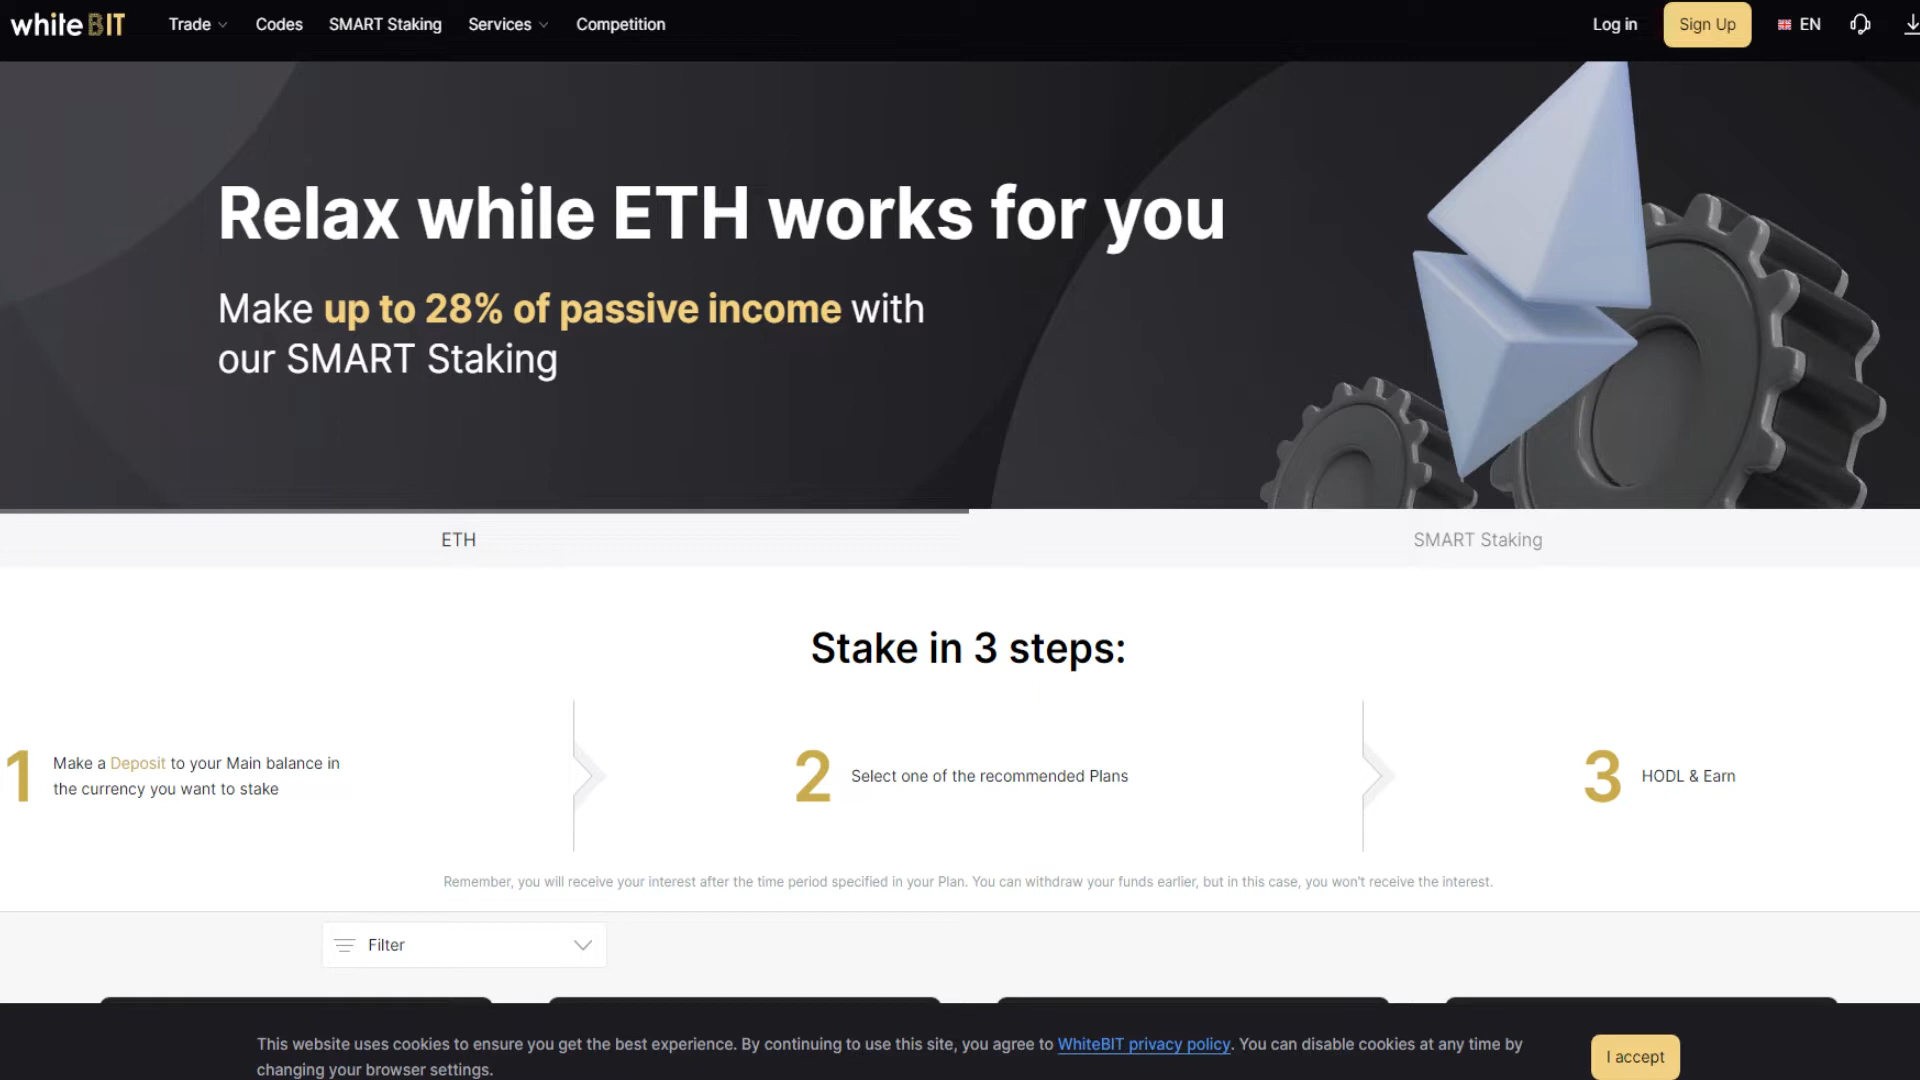 whiteBIT
Trade
Codes
SMART Staking
Services
Competition
Log in
Sign Up
EN
Relax while ETH works for you
Make up to 28% of passive income with
our SMART Staking
ETH
SMART Staking
Stake in 3 steps:
1
Make a Deposit to your Main balance in
the currency you want to stake
2
Select one of the recommended Plans
3
HODL & Earn
Remember, you will receive your interest after the time period specified in your Plan. You can withdraw your funds earlier, but in this case, you won't receive the interest.
Filter
This website uses cookies to ensure you get the best experience. By continuing to use this site, you agree to WhiteBIT privacy policy. You can disable cookies at any time by
changing your browser settings.
I accept